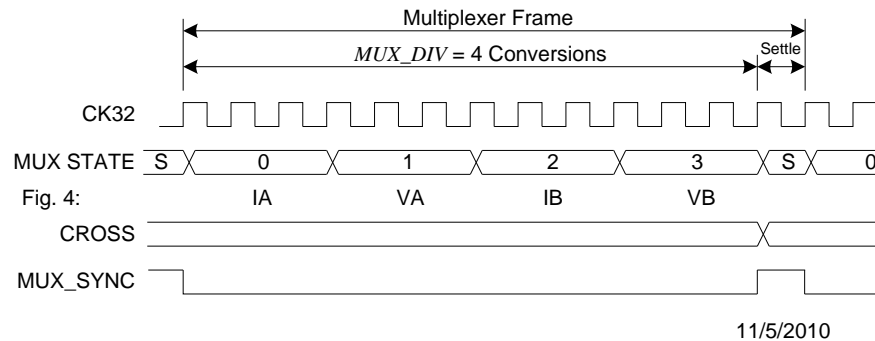 Multiplexer Frame
MUX_DIV = 4 Conversions
Settle
CK32
MUX STATE S 0 1 2 3 S 0
Fig. 4: IA VA IB VB
CROSS
MUX_SYNC
11/5/2010